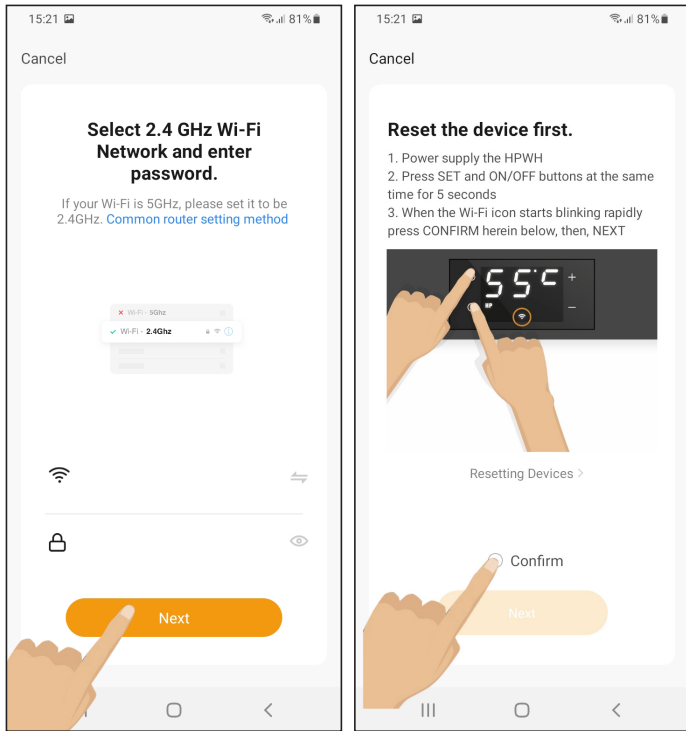 15:21 81%
Cancel
Select 2.4 GHz Wi-Fi
Network and enter
password.
If your Wi-Fi is 5GHz, please set it to be
2.4GHz. Common router setting method
Wi-Fi - 5Ghz
Wi-Fi - 2.4Ghz
Next
15:21 81%
Cancel
Reset the device first.
1. Power supply the HPWH
2. Press SET and ON/OFF buttons at the same
time for 5 seconds
3. When the Wi-Fi icon starts blinking rapidly
press CONFIRM herein below, then, NEXT
55°C
HP
Resetting Devices >
Confirm
Next